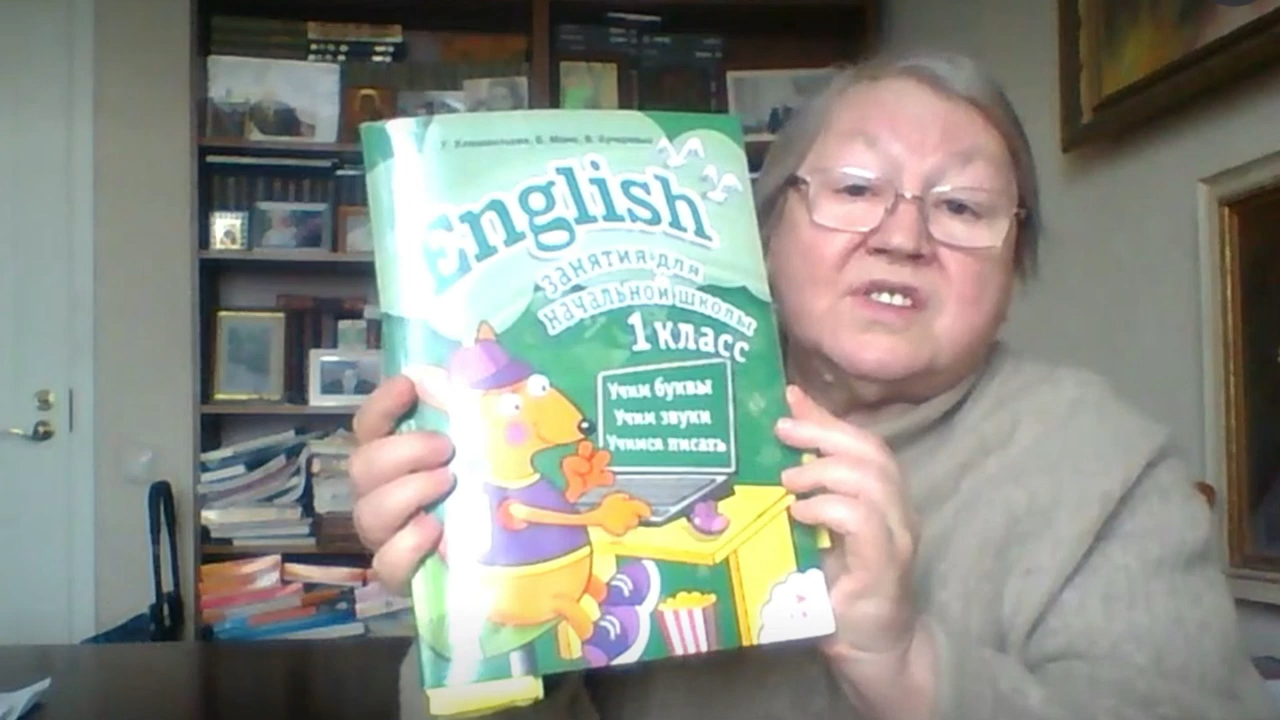 English
занятия для
начальной школы
1 класс
Учим буквы
Учим звуки
Учимся писать